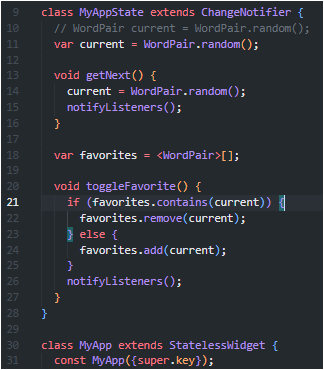 9 class MyAppState extends ChangeNotifier {
10 // WordPair current = WordPair.random();
11 var current = WordPair.random();
12
13 void getNext() {
14 current = WordPair.random();
15 notifyListeners();
16 }
17
18 var favorites = <WordPair>[];
19
20 void toggleFavorite() {
21 if (favorites.contains(current)) {
22 favorites.remove(current);
23 } else {
24 favorites.add(current);
25 }
26 notifyListeners();
27 }
28 }
29
30 class MyApp extends StatelessWidget {
31 const MyApp({super.key});